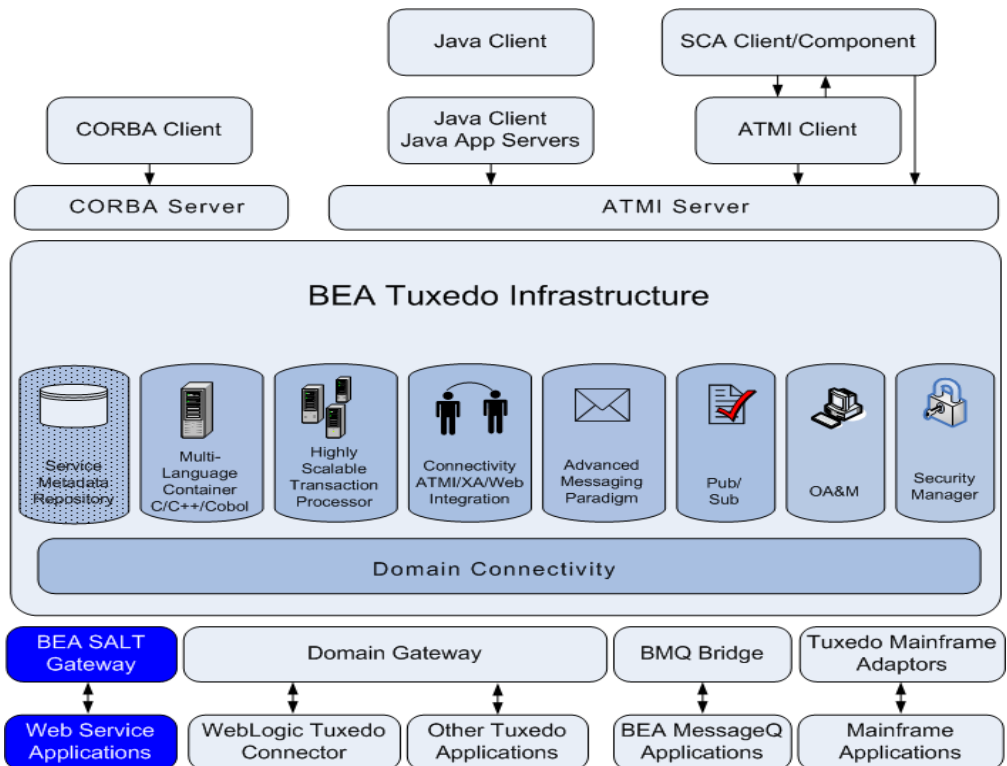 Java Client
SCA Client/Component
CORBA Client
Java Client
Java App Servers
ATMI Client
CORBA Server
ATMI Server
BEA Tuxedo Infrastructure
Service
Metadata
Repository
Multi-
Language
Container
C/C++/Cobol
Highly
Scalable
Transaction
Processor
Connectivity
ATMI/XA/Web
Integration
Advanced
Messaging
Paradigm
Pub/
Sub
OA&M
Security
Manager
Domain Connectivity
BEA SALT
Gateway
Domain Gateway
BMQ Bridge
Tuxedo Mainframe
Adaptors
Web Service
Applications
WebLogic Tuxedo
Connector
Other Tuxedo
Applications
BEA MessageQ
Applications
Mainframe
Applications